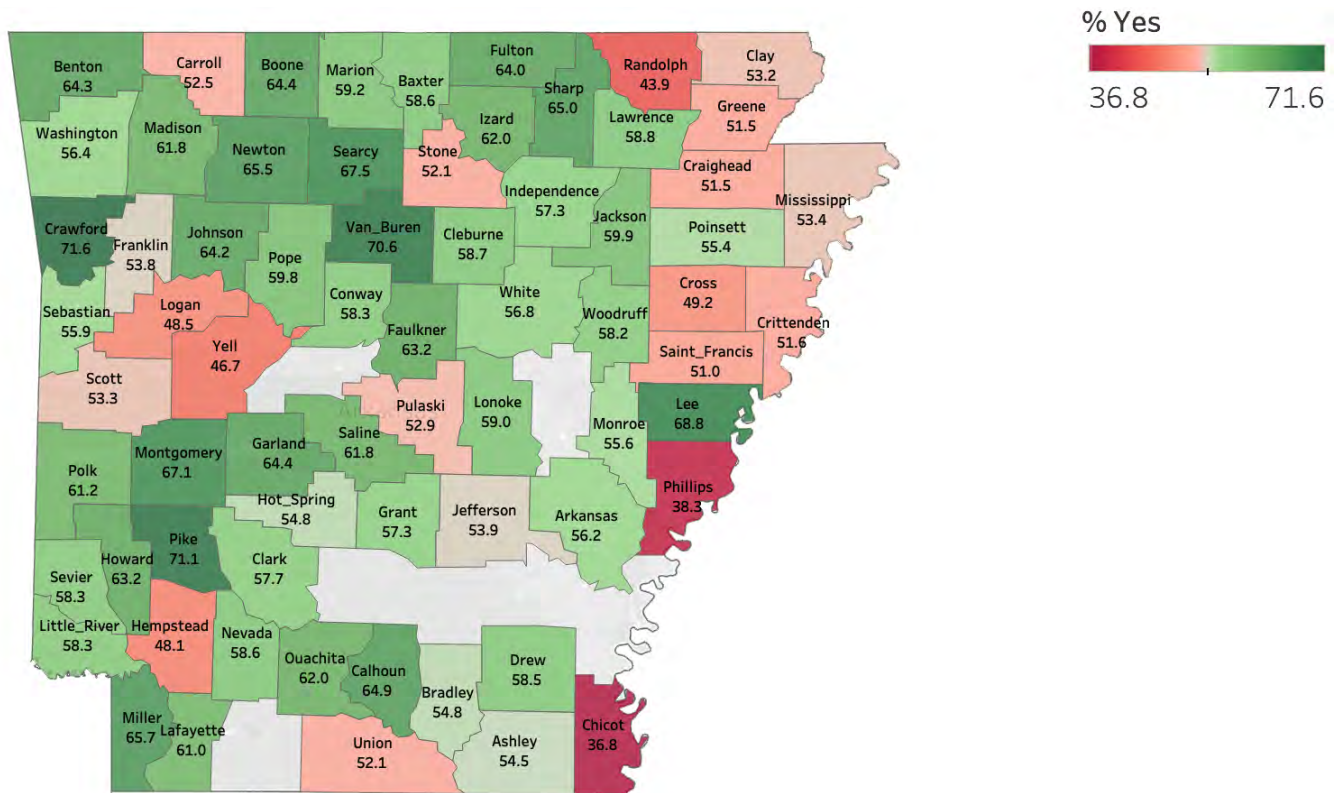 % Yes
36.8 71.6
Benton
64.3
Carroll
52.5
Boone
64.4
Marion
59.2
Baxter
58.6
Fulton
64.0
Sharp
65.0
Randolph
43.9
Clay
53.2
Washington
56.4
Madison
61.8
Newton
65.5
Searcy
67.5
Stone
52.1
Izard
62.0
Lawrence
58.8
Greene
51.5
Craighead
51.5
Mississippi
53.4
Crawford
71.6
Franklin
53.8
Johnson
64.2
Pope
59.8
Van_Buren
70.6
Cleburne
58.7
Independence
57.3
Jackson
59.9
Poinsett
55.4
Sebastian
55.9
Logan
48.5
Yell
46.7
Conway
58.3
Faulkner
63.2
White
56.8
Woodruff
58.2
Cross
49.2
Crittenden
51.6
Saint_Francis
51.0
Scott
53.3
Pulaski
52.9
Lonoke
59.0
Monroe
55.6
Lee
68.8
Polk
61.2
Montgomery
67.1
Garland
64.4
Saline
61.8
Hot_Spring
54.8
Grant
57.3
Jefferson
53.9
Arkansas
56.2
Phillips
38.3
Sevier
58.3
Howard
63.2
Pike
71.1
Clark
57.7
Little_River
58.3
Hempstead
48.1
Nevada
58.6
Ouachita
62.0
Calhoun
64.9
Bradley
54.8
Drew
58.5
Chicot
36.8
Miller
65.7
Lafayette
61.0
Union
52.1
Ashley
54.5